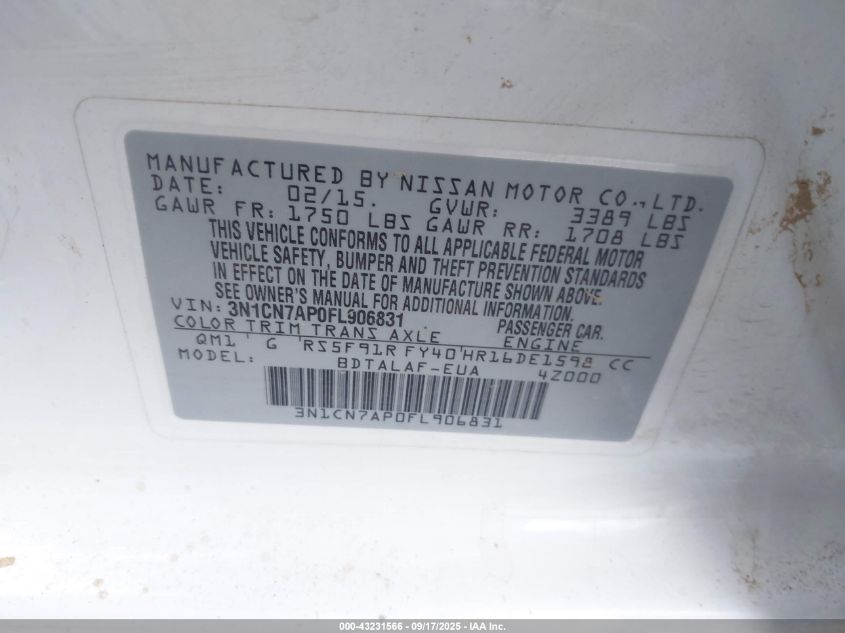 MANUFACTURED BY NISSAN MOTOR CO., LTD.
DATE: 02/15. GVWR: 3389 LBS
GAWR FR: 1750 LBS GAWR RR: 1708 LBS
THIS VEHICLE CONFORMS TO ALL APPLICABLE FEDERAL MOTOR
VEHICLE SAFETY, BUMPER AND THEFT PREVENTION STANDARDS
IN EFFECT ON THE DATE OF MANUFACTURE SHOWN ABOVE.
SEE OWNER'S MANUAL FOR ADDITIONAL INFORMATION.
VIN: 3N1CN7AP0FL906831 PASSENGER CAR.
COLOR TRIM TRANS AXLE ENGINE
QM1 G RS5F91R FY40 HR16DE1598 CC
MODEL: BDTALAF-EUA 4Z000
3N1CN7AP0FL906831
000-43231566 - 09/17/2025 - IAA Inc.